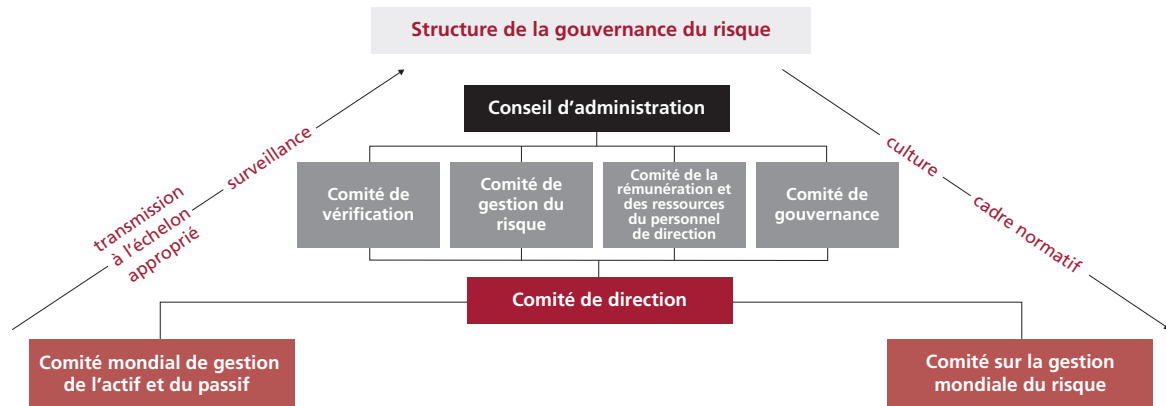 Structure de la gouvernance du risque
Conseil d’administration
transmission
à l’échelon
approprié
surveillance
culture
cadre normatif
Comité de
vérification
Comité de
gestion du
risque
Comité de la
rémunération et
des ressources
du personnel
de direction
Comité de
gouvernance
Comité de direction
Comité mondial de gestion
de l’actif et du passif
Comité sur la gestion
mondiale du risque